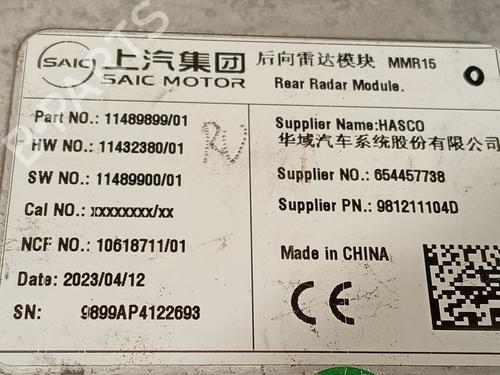 SAIC 上汽集团
SAIC MOTOR
后向雷达模块 MMR15
Rear Radar Module.
Part NO.: 11489899/01
HW NO.: 11432380/01
SW NO.: 11489900/01
Cal NO.: xxxxxxxx/xx
NCF NO.: 10618711/01
Date: 2023/04/12
SN: 9899AP4122693
RV
Supplier Name:HASCO
华域汽车系统股份有限公司
Supplier NO.: 654457738
Supplier PN.: 981211104D
Made in CHINA
CE
B-PARTS